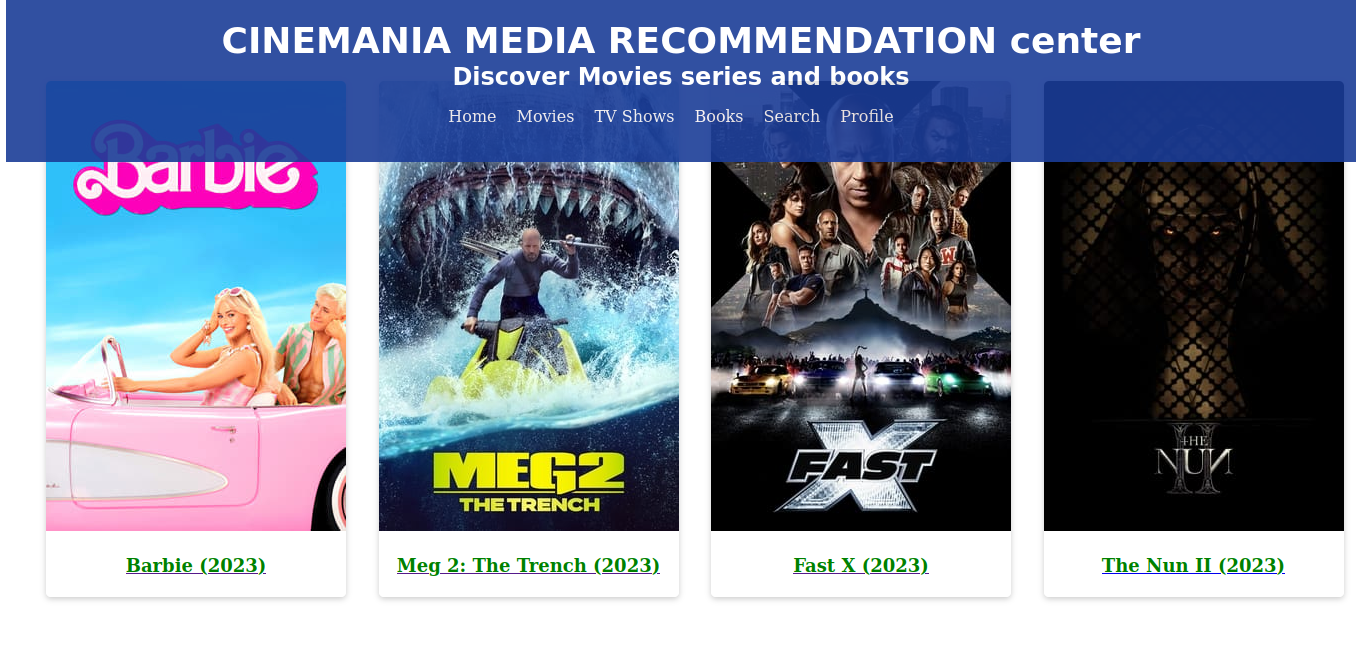 CINEMANIA MEDIA RECOMMENDATION center
Discover Movies series and books
Home Movies TV Shows Books Search Profile
Barbie
MEG2
THE TRENCH
FAST X
THE NUN II
Barbie (2023)
Meg 2: The Trench (2023)
Fast X (2023)
The Nun II (2023)